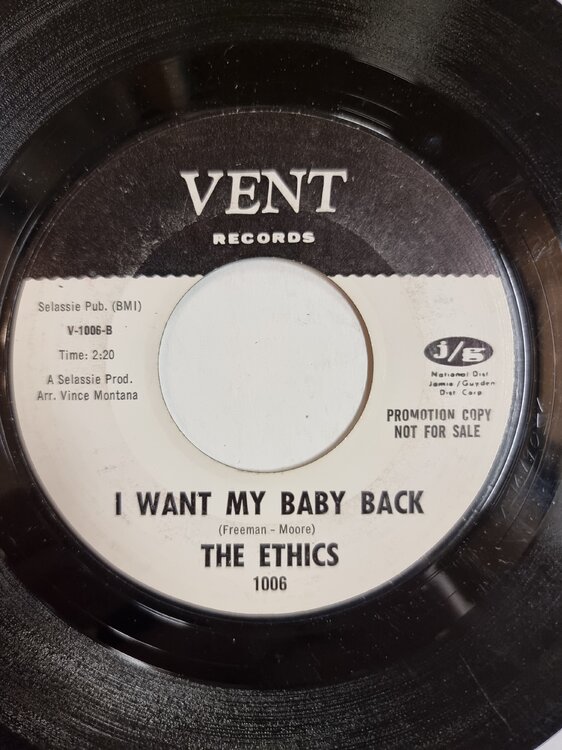 VENT
RECORDS
Selassie Pub. (BMI)
V-1006-B
Time: 2:20
A Selassie Prod.
Arr. Vince Montana
j/g
National Dist
Jamie/Guyden
Dist Corp
PROMOTION COPY
NOT FOR SALE
I WANT MY BABY BACK
(Freeman - Moore)
THE ETHICS
1006